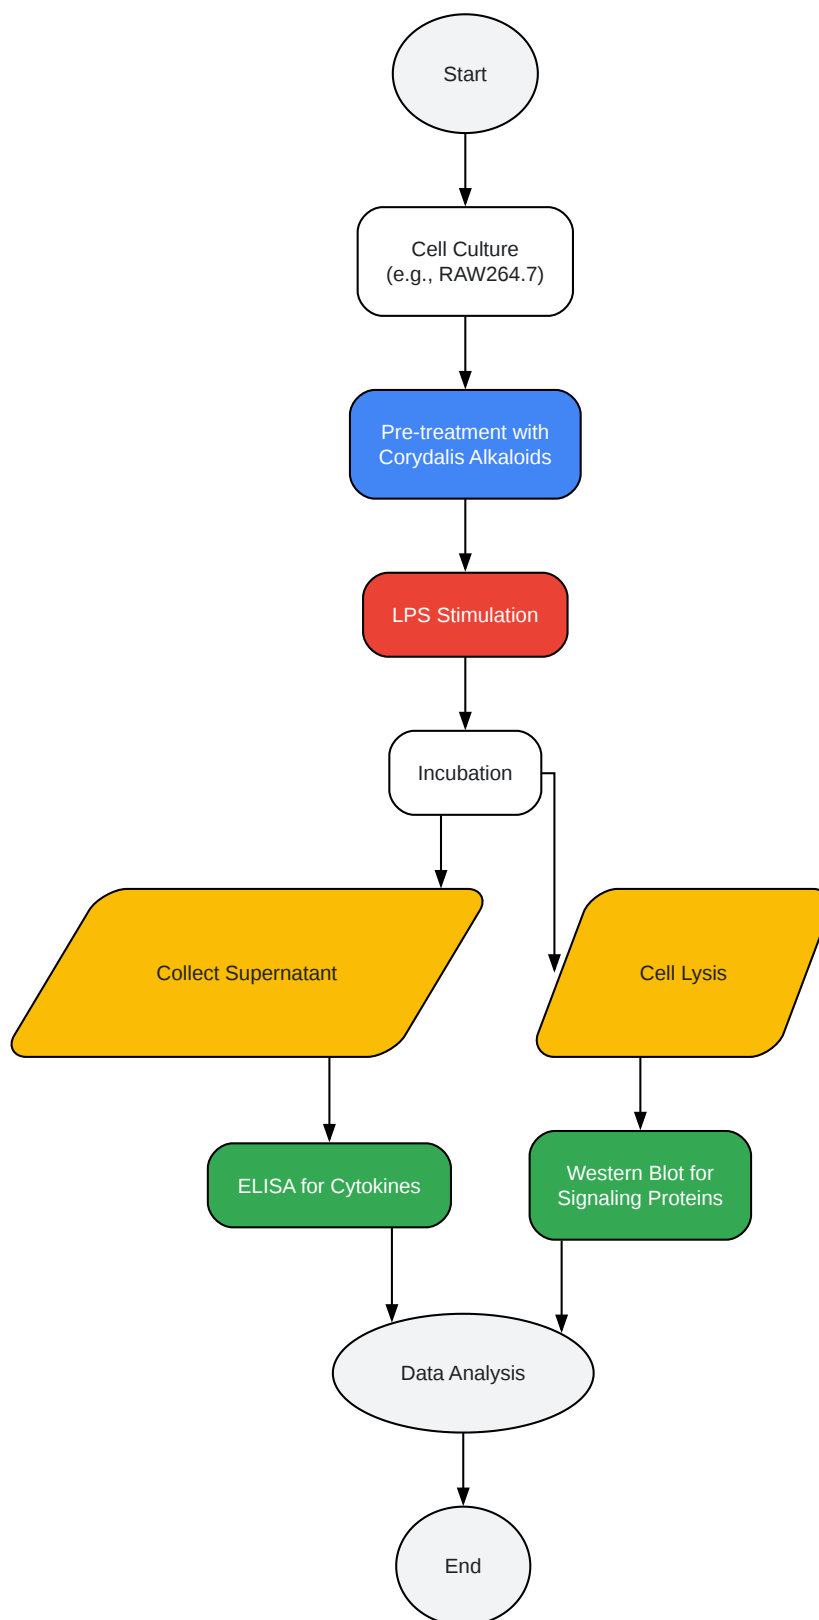 Start
Cell Culture
(e.g., RAW264.7)
Pre-treatment with
Corydalis Alkaloids
LPS Stimulation
Incubation
Collect Supernatant
Cell Lysis
ELISA for Cytokines
Western Blot for
Signaling Proteins
Data Analysis
End